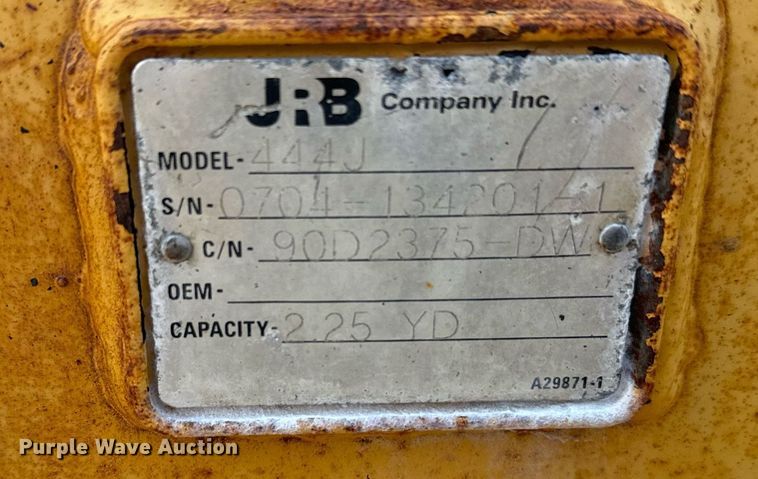 JRB Company Inc.
MODEL- 444J
S/N- 0704-134201-1
C/N- 90D2375-DW
OEM-
CAPACITY- 2.25 YD
A29871-1
Purple Wave Auction